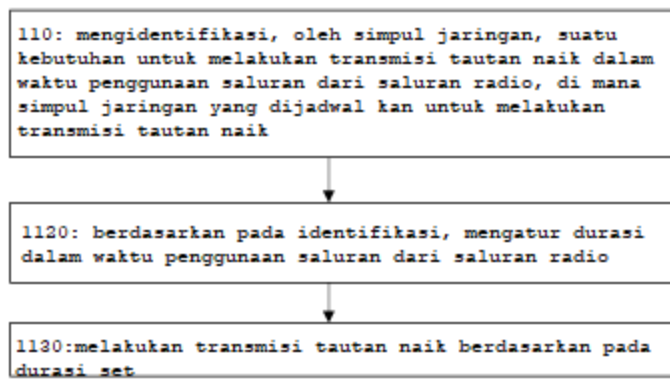 110: mengidentifikasi, oleh simpul jaringan, suatu
kebutuhan untuk melakukan transmisi tautan naik dalam
waktu penggunaan saluran dari saluran radio, di mana
simpul jaringan yang dijadwal kan untuk melakukan
transmisi tautan naik
1120: berdasarkan pada identifikasi, mengatur durasi
dalam waktu penggunaan saluran dari saluran radio
1130:melakukan transmisi tautan naik berdasarkan pada
durasi set